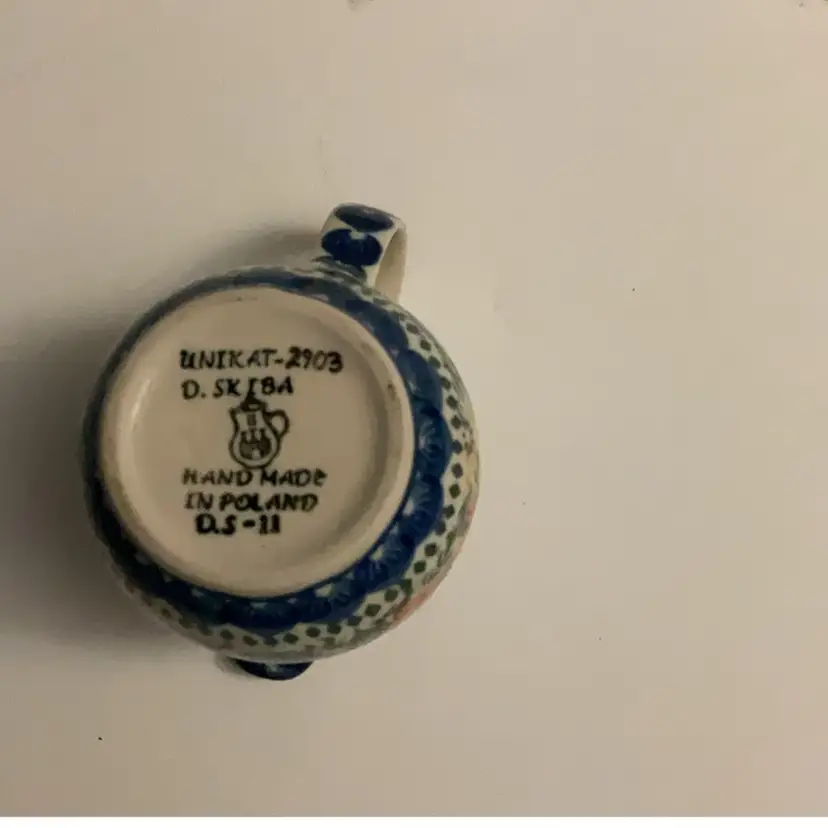 UNIKAT-2903
D. SKIBA
HAND MADE
IN POLAND
D.S-11